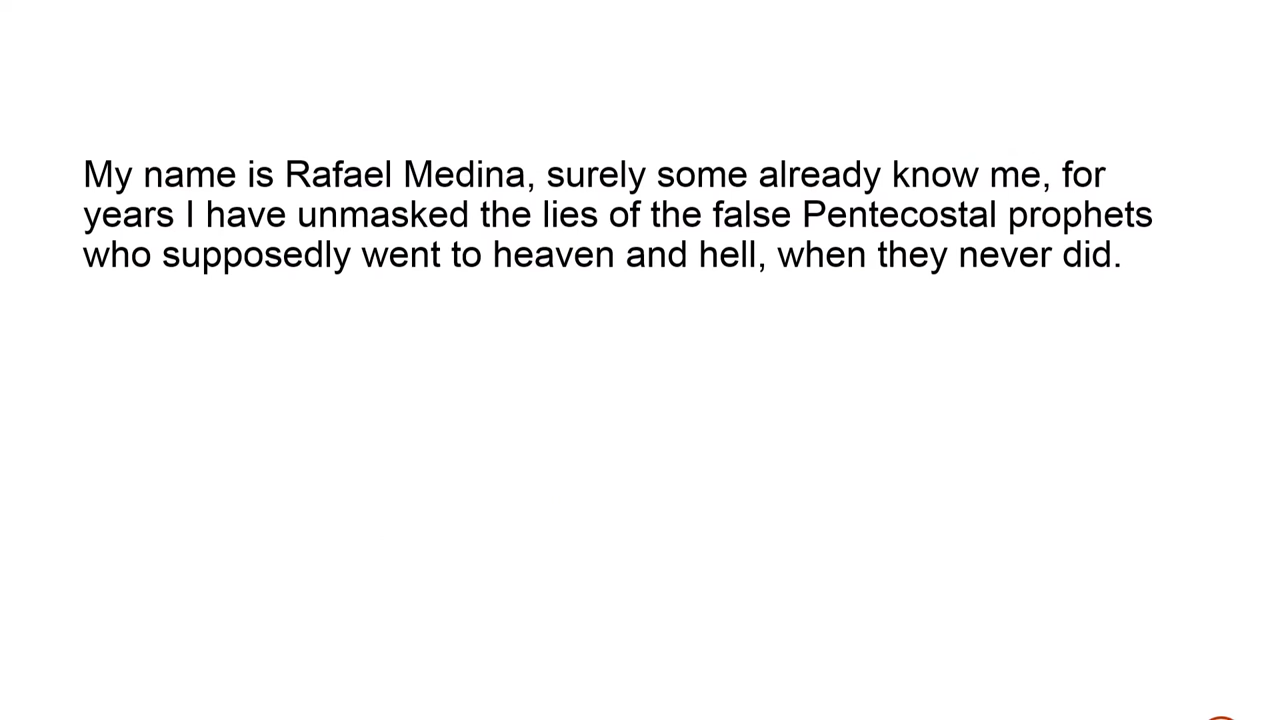 My name is Rafael Medina, surely some already know me, for
years I have unmasked the lies of the false Pentecostal prophets
who supposedly went to heaven and hell, when they never did.